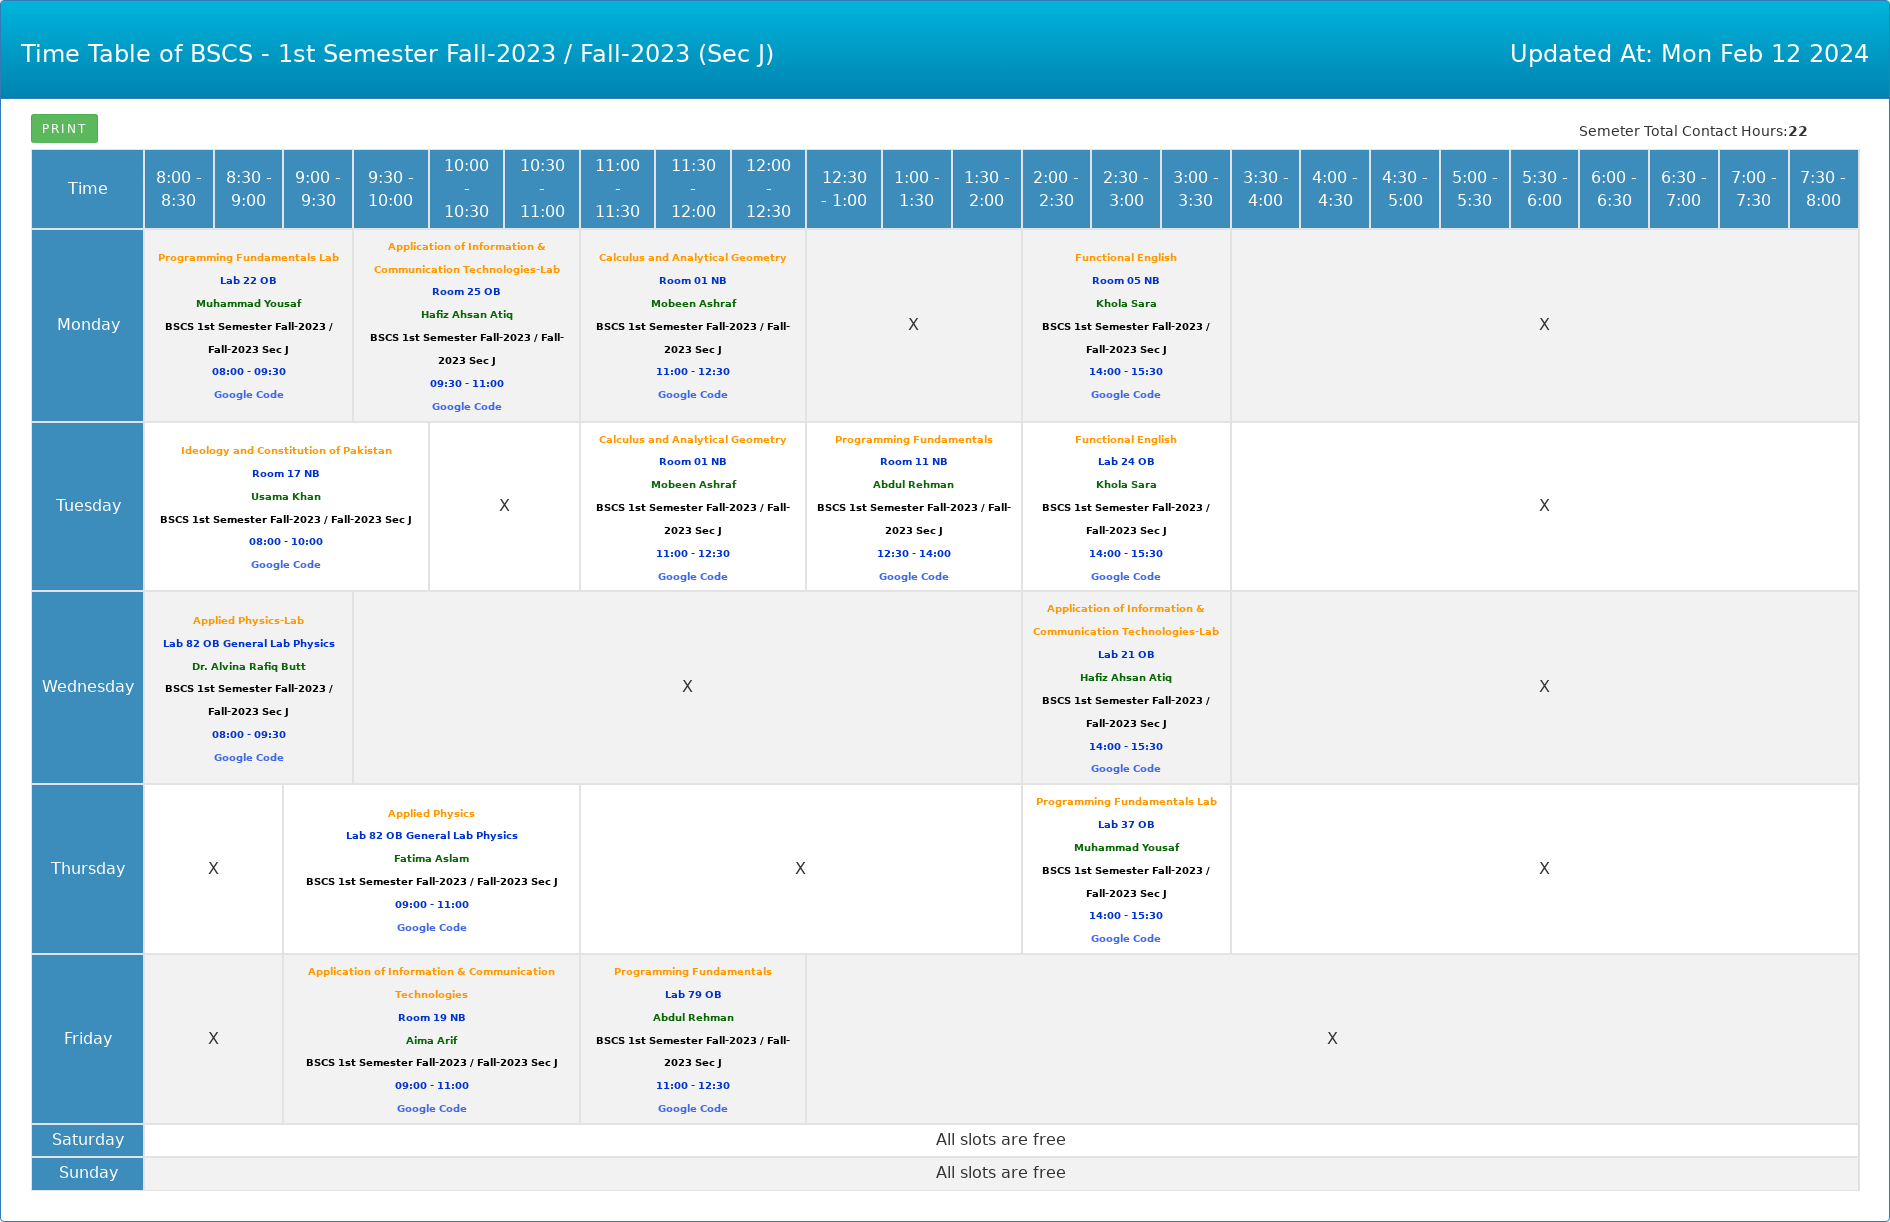 Time Table of BSCS - 1st Semester Fall-2023 / Fall-2023 (Sec J)
Updated At: Mon Feb 12 2024
PRINT
Semeter Total Contact Hours:22
Time
8:00 -
8:30
8:30 -
9:00
9:00 -
9:30
9:30 -
10:00
10:00
-
10:30
10:30
-
11:00
11:00
-
11:30
11:30
-
12:00
12:00
-
12:30
12:30
- 1:00
1:00 -
1:30
1:30 -
2:00
2:00 -
2:30
2:30 -
3:00
3:00 -
3:30
3:30 -
4:00
4:00 -
4:30
4:30 -
5:00
5:00 -
5:30
5:30 -
6:00
6:00 -
6:30
6:30 -
7:00
7:00 -
7:30
7:30 -
8:00
Monday
Programming Fundamentals Lab
Lab 22 OB
Muhammad Yousaf
BSCS 1st Semester Fall-2023 /
Fall-2023 Sec J
08:00 - 09:30
Google Code
Application of Information &
Communication Technologies-Lab
Room 25 OB
Hafiz Ahsan Atiq
BSCS 1st Semester Fall-2023 / Fall-
2023 Sec J
09:30 - 11:00
Google Code
Calculus and Analytical Geometry
Room 01 NB
Mobeen Ashraf
BSCS 1st Semester Fall-2023 / Fall-
2023 Sec J
11:00 - 12:30
Google Code
X
Functional English
Room 05 NB
Khola Sara
BSCS 1st Semester Fall-2023 /
Fall-2023 Sec J
14:00 - 15:30
Google Code
X
Tuesday
Ideology and Constitution of Pakistan
Room 17 NB
Usama Khan
BSCS 1st Semester Fall-2023 / Fall-2023 Sec J
08:00 - 10:00
Google Code
X
Calculus and Analytical Geometry
Room 01 NB
Mobeen Ashraf
BSCS 1st Semester Fall-2023 / Fall-
2023 Sec J
11:00 - 12:30
Google Code
Programming Fundamentals
Room 11 NB
Abdul Rehman
BSCS 1st Semester Fall-2023 / Fall-
2023 Sec J
12:30 - 14:00
Google Code
Functional English
Lab 24 OB
Khola Sara
BSCS 1st Semester Fall-2023 /
Fall-2023 Sec J
14:00 - 15:30
Google Code
X
Wednesday
Applied Physics-Lab
Lab 82 OB General Lab Physics
Dr. Alvina Rafiq Butt
BSCS 1st Semester Fall-2023 /
Fall-2023 Sec J
08:00 - 09:30
Google Code
X
Application of Information &
Communication Technologies-Lab
Lab 21 OB
Hafiz Ahsan Atiq
BSCS 1st Semester Fall-2023 /
Fall-2023 Sec J
14:00 - 15:30
Google Code
X
Thursday
X
Applied Physics
Lab 82 OB General Lab Physics
Fatima Aslam
BSCS 1st Semester Fall-2023 / Fall-2023 Sec J
09:00 - 11:00
Google Code
X
Programming Fundamentals Lab
Lab 37 OB
Muhammad Yousaf
BSCS 1st Semester Fall-2023 /
Fall-2023 Sec J
14:00 - 15:30
Google Code
X
Friday
X
Application of Information & Communication
Technologies
Room 19 NB
Aima Arif
BSCS 1st Semester Fall-2023 / Fall-2023 Sec J
09:00 - 11:00
Google Code
Programming Fundamentals
Lab 79 OB
Abdul Rehman
BSCS 1st Semester Fall-2023 / Fall-
2023 Sec J
11:00 - 12:30
Google Code
X
Saturday
All slots are free
Sunday
All slots are free